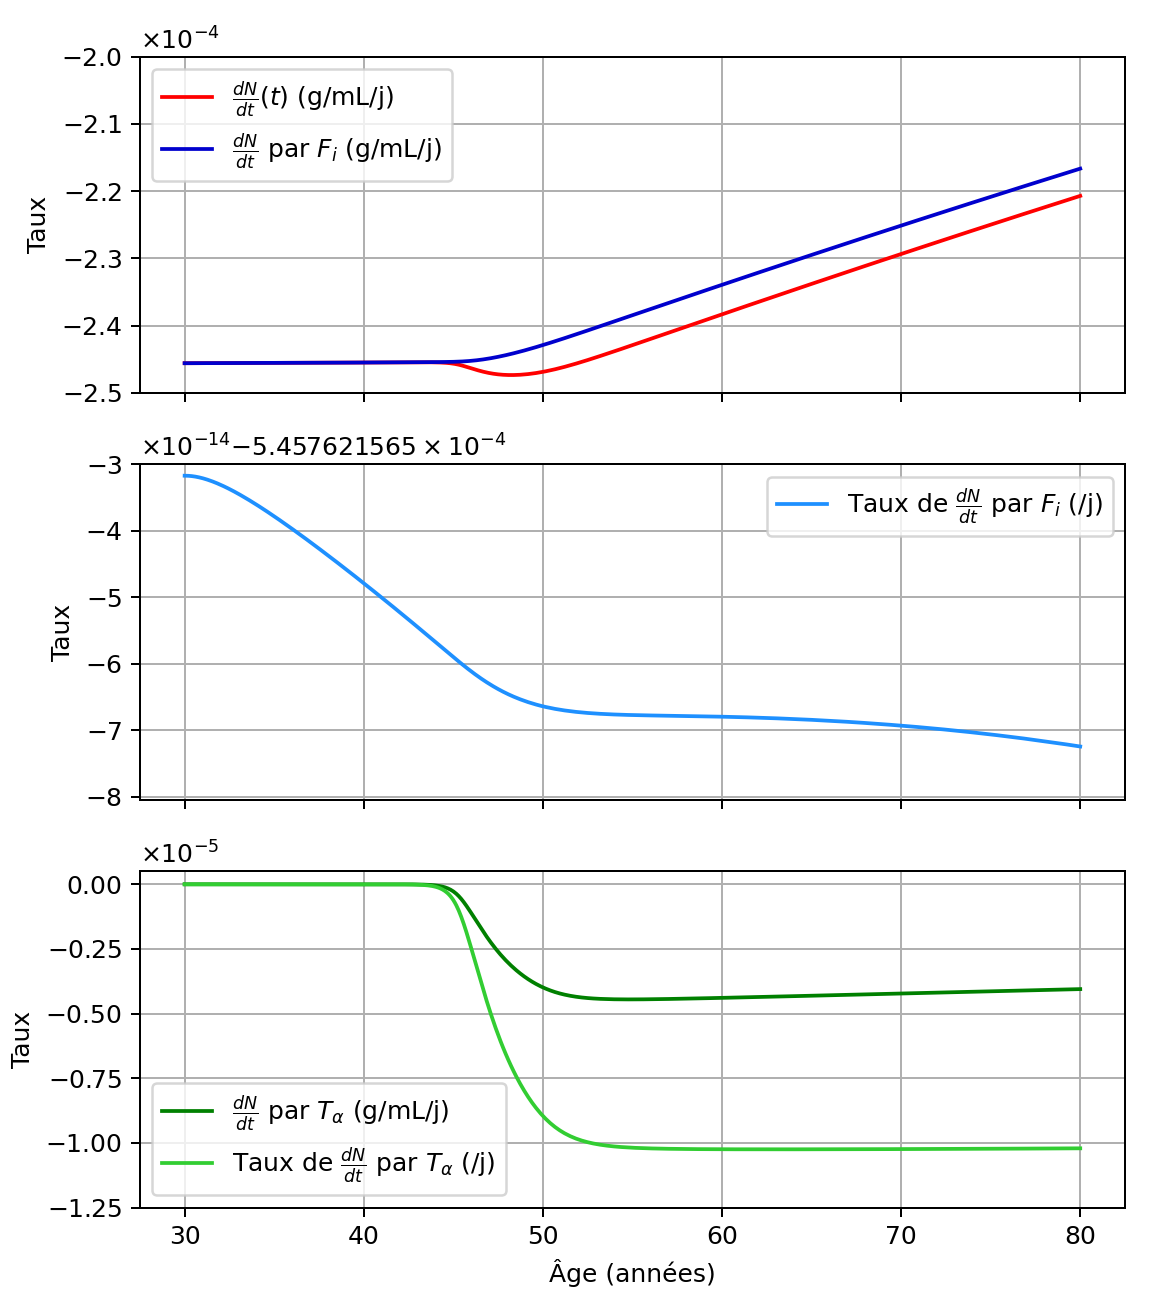 ×10⁻⁴
−2.0
−2.1
−2.2
−2.3
−2.4
−2.5
Taux
dN/dt(t) (g/mL/j)
dN/dt par Fᵢ (g/mL/j)
×10⁻¹⁴−5.457621565 × 10⁻⁴
−3
−4
−5
−6
−7
−8
Taux
Taux de dN/dt par Fᵢ (/j)
×10⁻⁵
0.00
−0.25
−0.50
−0.75
−1.00
−1.25
Taux
dN/dt par Tα (g/mL/j)
Taux de dN/dt par Tα (/j)
30 40 50 60 70 80
Âge (années)